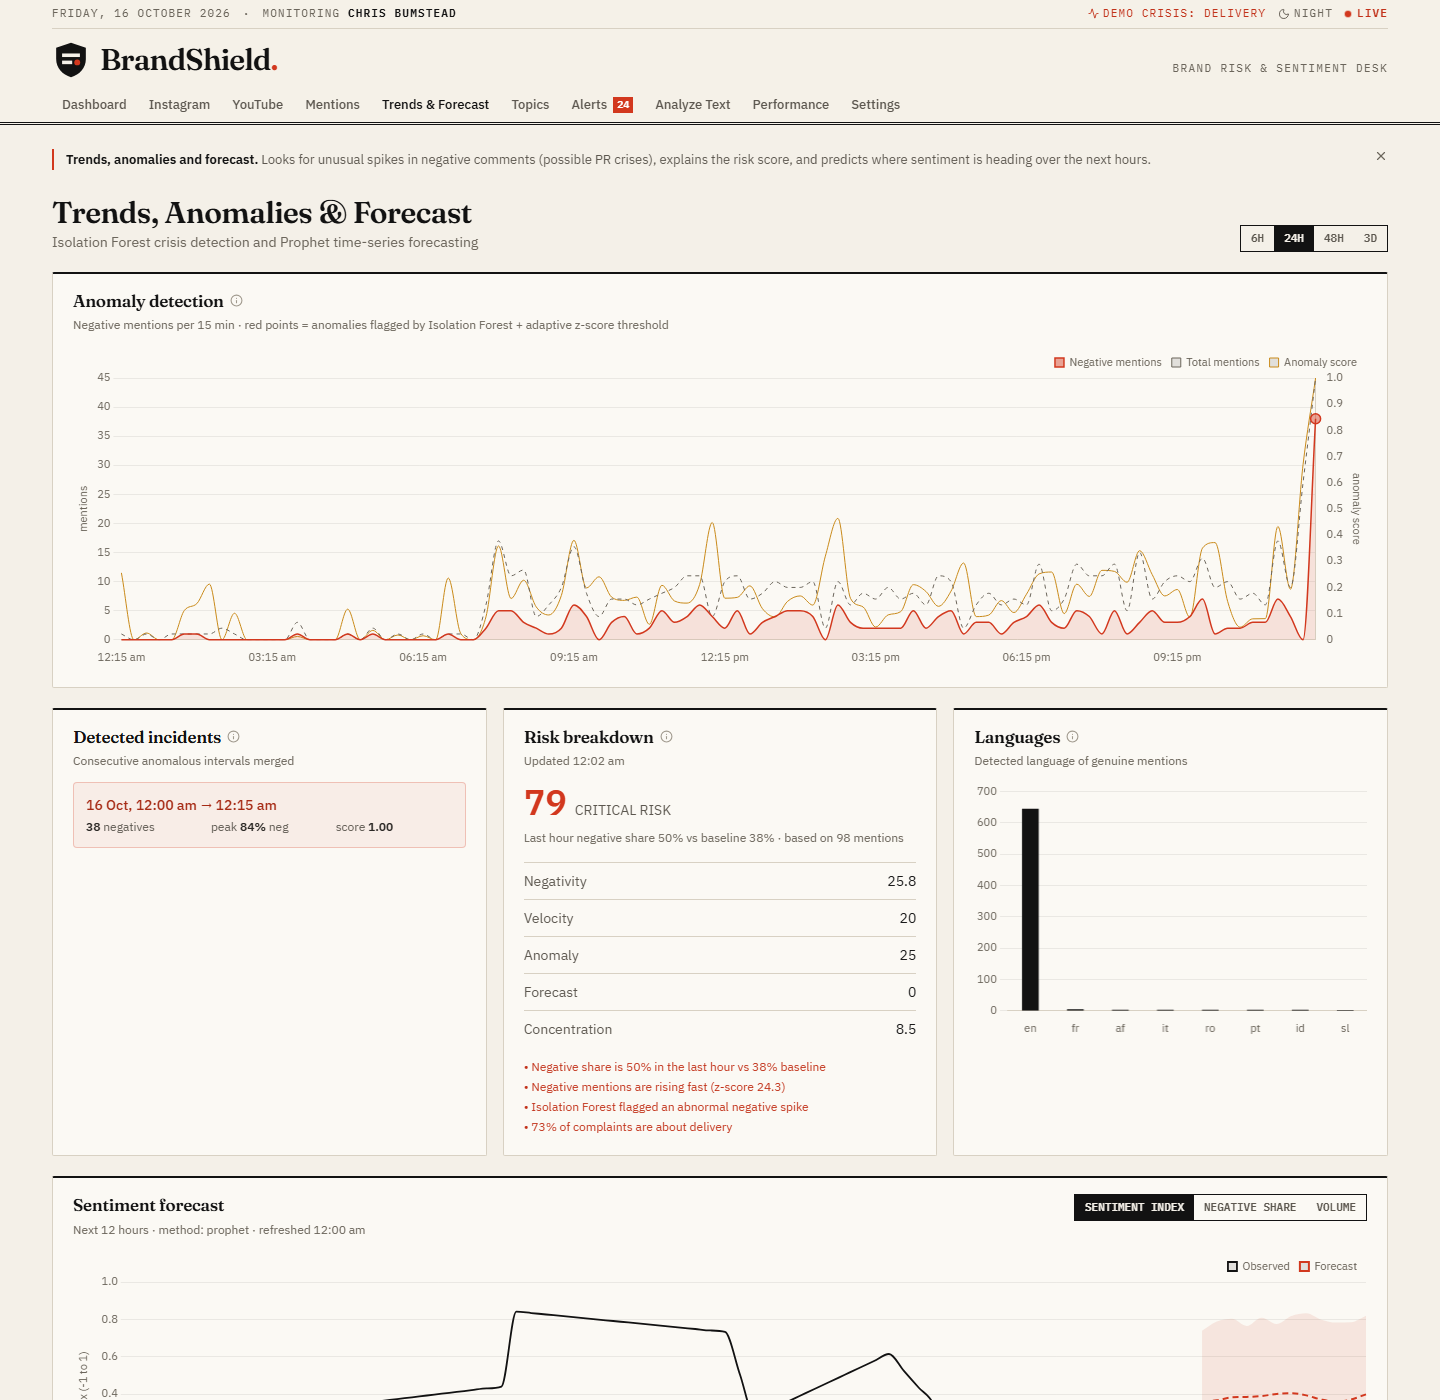 FRIDAY, 16 OCTOBER 2026 · MONITORING CHRIS BUMSTEAD
DEMO CRISIS: DELIVERY NIGHT LIVE
BrandShield.
BRAND RISK & SENTIMENT DESK
Dashboard Instagram YouTube Mentions Trends & Forecast Topics Alerts 24 Analyze Text Performance Settings
Trends, anomalies and forecast. Looks for unusual spikes in negative comments (possible PR crises), explains the risk score, and predicts where sentiment is heading over the next hours. ×
Trends, Anomalies & Forecast
Isolation Forest crisis detection and Prophet time-series forecasting
6H 24H 48H 3D
Anomaly detection
Negative mentions per 15 min · red points = anomalies flagged by Isolation Forest + adaptive z-score threshold
Negative mentions Total mentions Anomaly score
45
40
35
30
25
20
15
10
5
0
mentions
1.0
0.9
0.8
0.7
0.6
0.5
0.4
0.3
0.2
0.1
0
anomaly score
12:15 am 03:15 am 06:15 am 09:15 am 12:15 pm 03:15 pm 06:15 pm 09:15 pm
Detected incidents
Consecutive anomalous intervals merged
16 Oct, 12:00 am → 12:15 am
38 negatives peak 84% neg score 1.00
Risk breakdown
Updated 12:02 am
79 CRITICAL RISK
Last hour negative share 50% vs baseline 38% · based on 98 mentions
Negativity 25.8
Velocity 20
Anomaly 25
Forecast 0
Concentration 8.5
• Negative share is 50% in the last hour vs 38% baseline
• Negative mentions are rising fast (z-score 24.3)
• Isolation Forest flagged an abnormal negative spike
• 73% of complaints are about delivery
Languages
Detected language of genuine mentions
700
600
500
400
300
200
100
0
en fr af it ro pt id sl
Sentiment forecast
Next 12 hours · method: prophet · refreshed 12:00 am
SENTIMENT INDEX NEGATIVE SHARE VOLUME
Observed Forecast
1.0
0.8
0.6
0.4
x (-1 to 1)